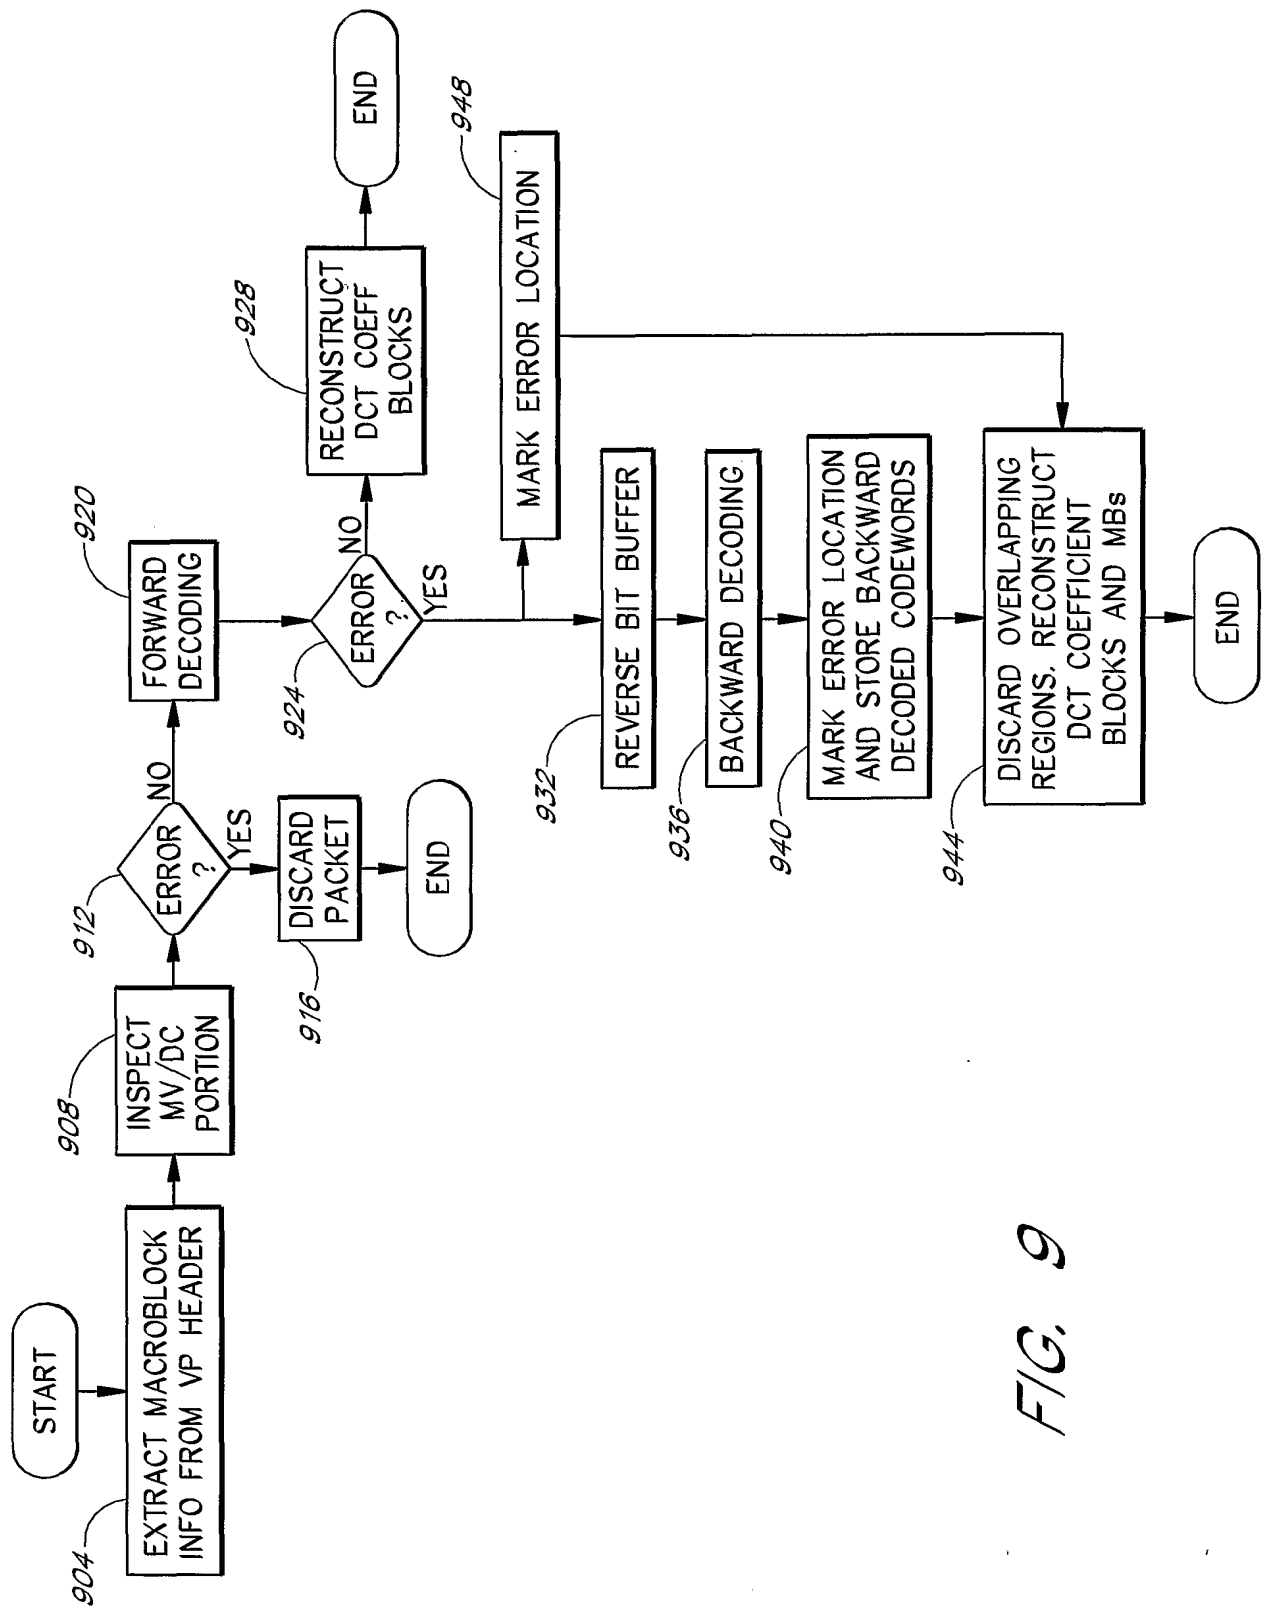 START
904
EXTRACT MACROBLOCK
INFO FROM VP HEADER
908
INSPECT
MV/DC
PORTION
912
ERROR
?
NO
YES
916
DISCARD
PACKET
END
920
FORWARD
DECODING
924
ERROR
?
NO
YES
928
RECONSTRUCT
DCT COEFF
BLOCKS
END
948
MARK ERROR LOCATION
932
REVERSE BIT BUFFER
936
BACKWARD DECODING
940
MARK ERROR LOCATION
AND STORE BACKWARD
DECODED CODEWORDS
944
DISCARD OVERLAPPING
REGIONS. RECONSTRUCT
DCT COEFFICIENT
BLOCKS AND MBs
END
FIG. 9